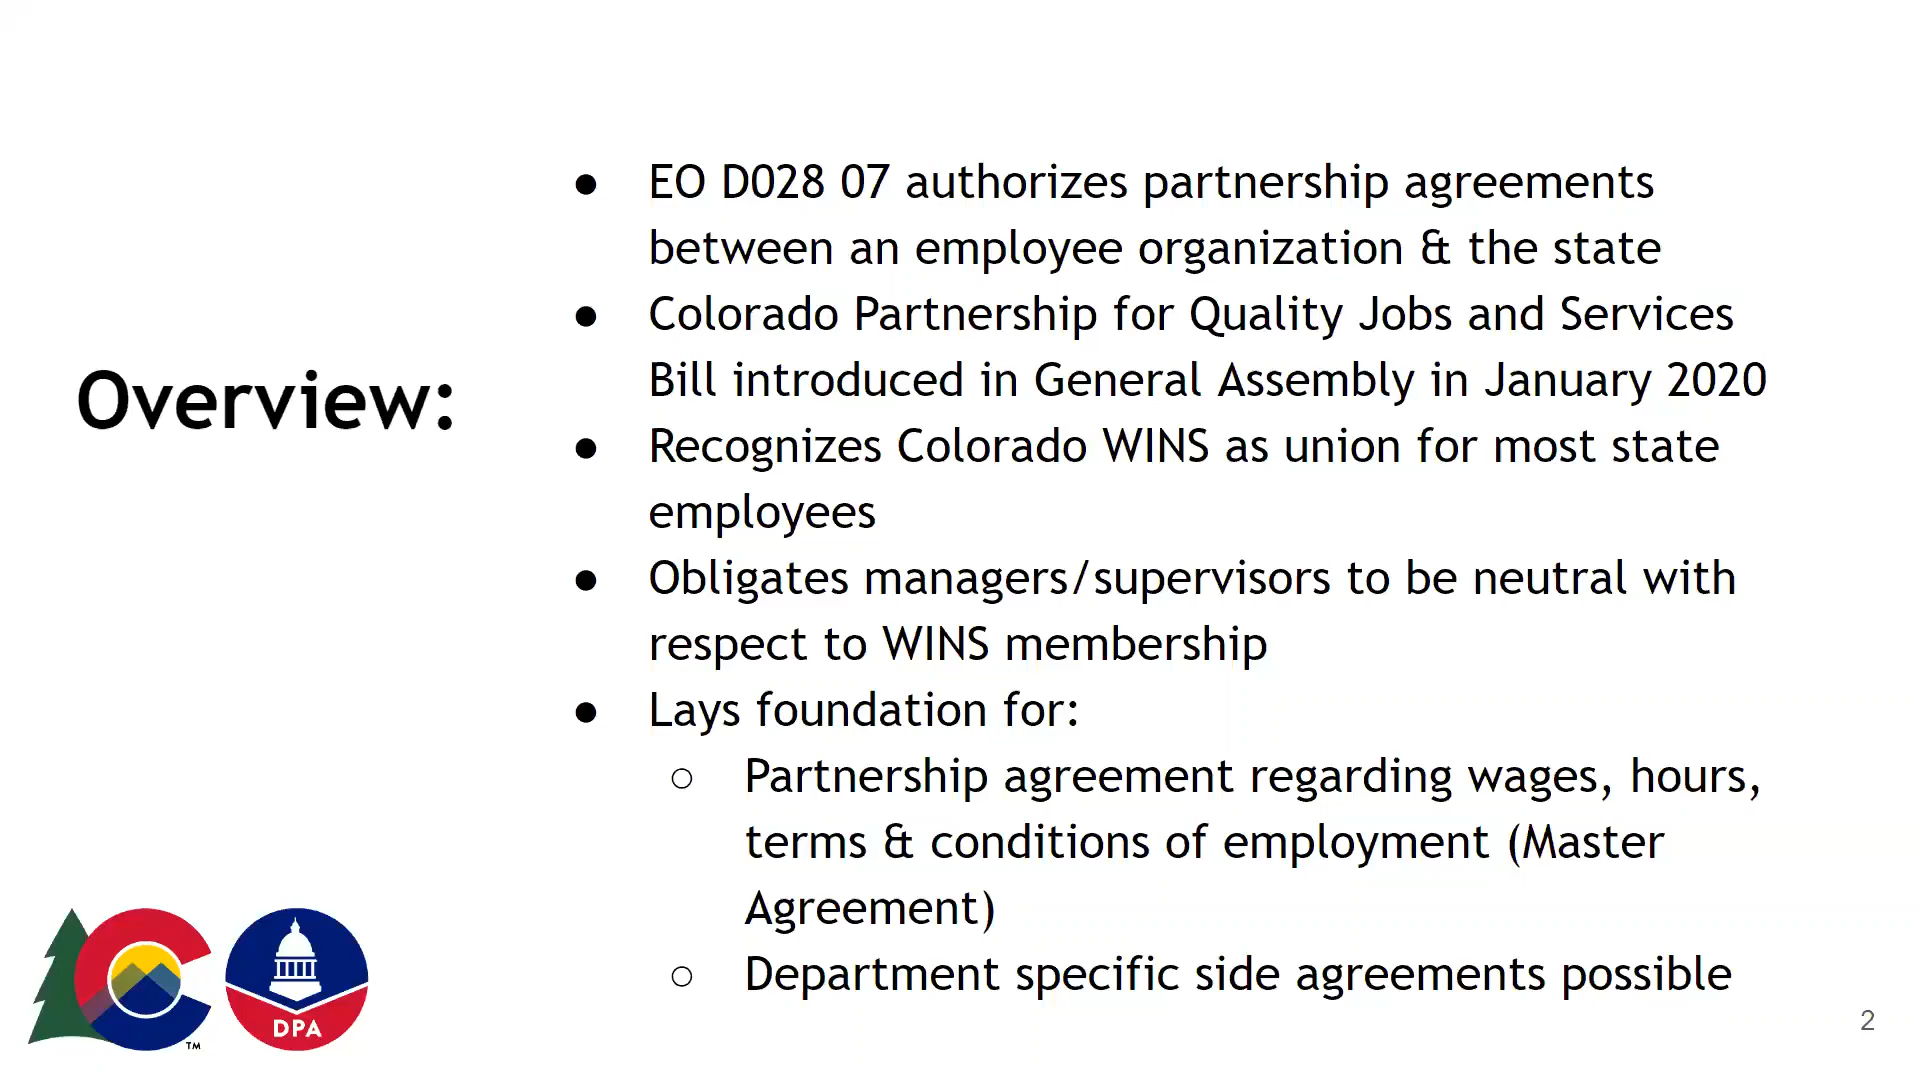 Overview:
● EO D028 07 authorizes partnership agreements
between an employee organization & the state
● Colorado Partnership for Quality Jobs and Services
Bill introduced in General Assembly in January 2020
● Recognizes Colorado WINS as union for most state
employees
● Obligates managers/supervisors to be neutral with
respect to WINS membership
● Lays foundation for:
○ Partnership agreement regarding wages, hours,
terms & conditions of employment (Master
Agreement)
○ Department specific side agreements possible
TM
DPA
2